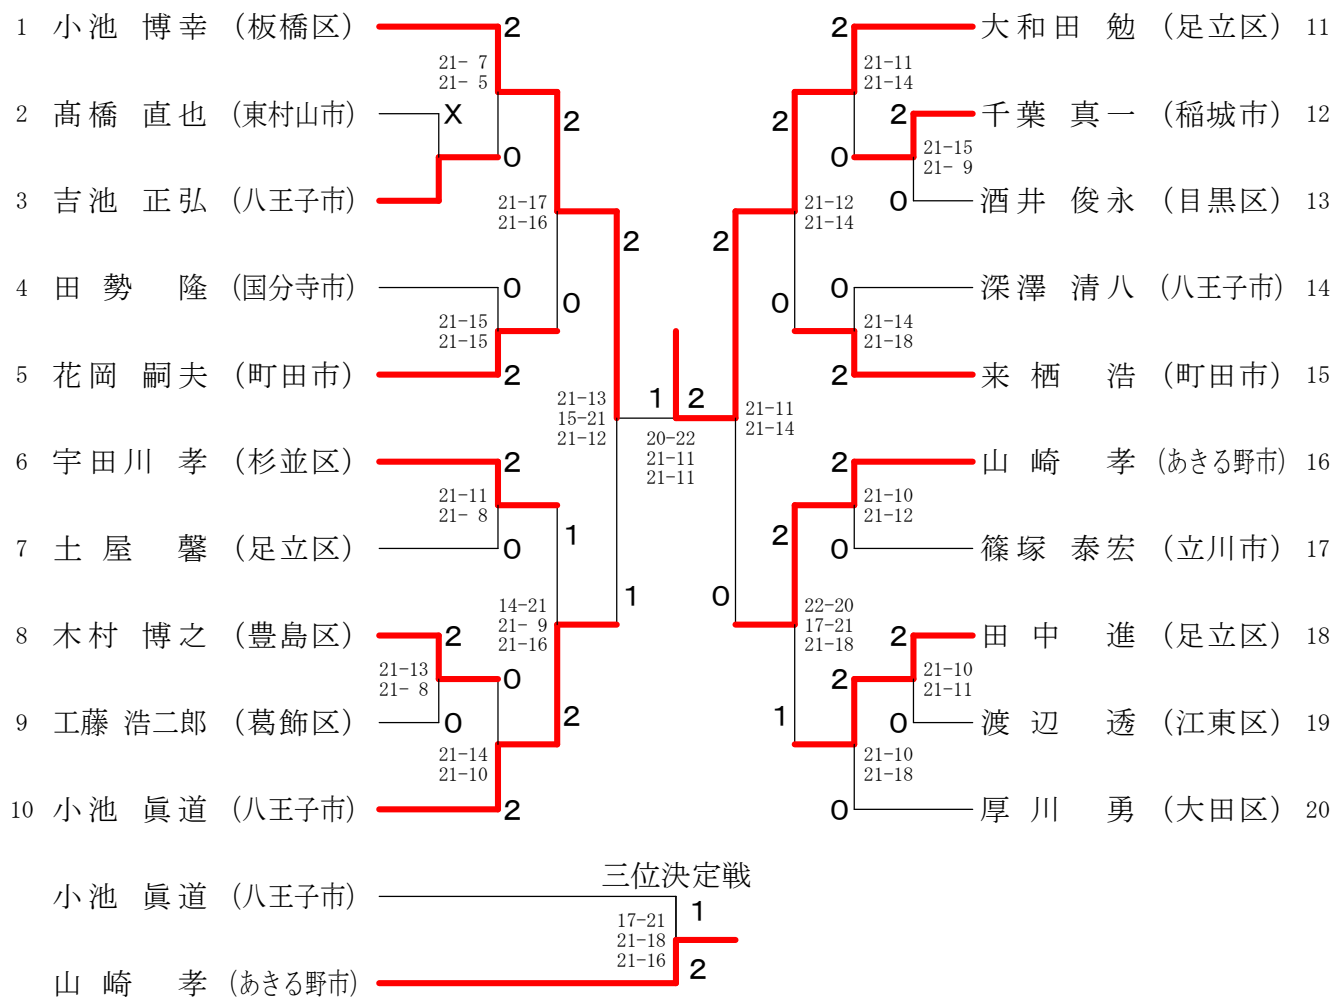 1 小池 博幸 (板橋区) 2
21- 7
21- 5
2 髙橋 直也 (東村山市) X
2
0
3 吉池 正弘 (八王子市)
21-17
21-16
2
4 田勢 隆 (国分寺市) 0
0
21-15
21-15
5 花岡 嗣夫 (町田市) 2
21-13
15-21
21-12
6 宇田川 孝 (杉並区) 2
21-11
21- 8
1
7 土屋 馨 (足立区) 0
14-21
21- 9
21-16
1
8 木村 博之 (豊島区) 2
21-13
21- 8
0
9 工藤 浩二郎 (葛飾区) 0
2
21-14
21-10
10 小池 眞道 (八王子市) 2
1 2
20-22
21-11
21-11
2 大和田 勉 (足立区) 11
21-11
21-14
2
2 千葉 真一 (稲城市) 12
21-15
21- 9
0
0 酒井 俊永 (目黒区) 13
21-12
21-14
2
0 深澤 清八 (八王子市) 14
21-14
21-18
2 来栖 浩 (町田市) 15
21-11
21-14
2 山崎 孝 (あきる野市) 16
21-10
21-12
2
0 篠塚 泰宏 (立川市) 17
0
22-20
17-21
21-18
2 田中 進 (足立区) 18
21-10
21-11
2
1
0 渡辺 透 (江東区) 19
21-10
21-18
0 厚川 勇 (大田区) 20
三位決定戦
小池 眞道 (八王子市) 1
17-21
21-18
21-16
山崎 孝 (あきる野市) 2